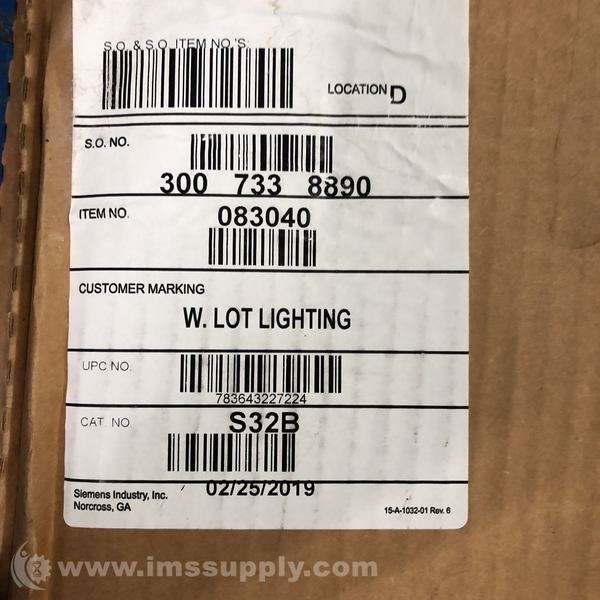 S.O. & S.O. ITEM NO.'S:
LOCATION D
S.O. NO.
300 733 8890
ITEM NO. 083040
CUSTOMER MARKING
W. LOT LIGHTING
UPC NO.
783643227224
CAT. NO. S32B
02/25/2019
Siemens Industry, Inc.
Norcross, GA
15-A-1032-01 Rev. 6
www.imssupply.com